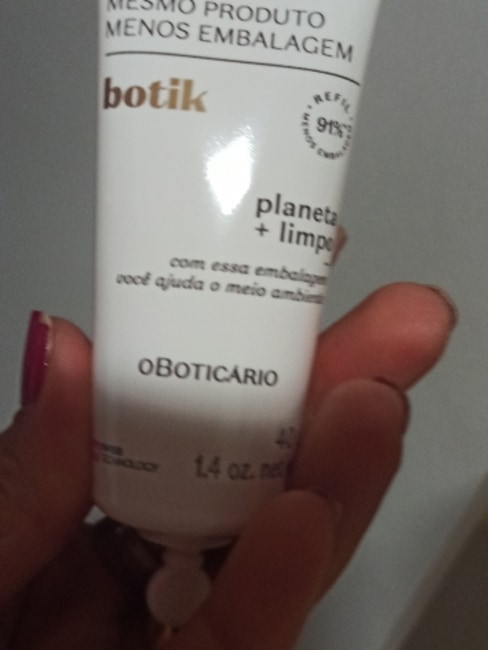 MESMO PRODUTO
MENOS EMBALAGEM
botik
REFIL
91%
planeta
+ limpo
com essa embalagem
você ajuda o meio ambiente
oBOTICÁRIO
1.4 oz. net